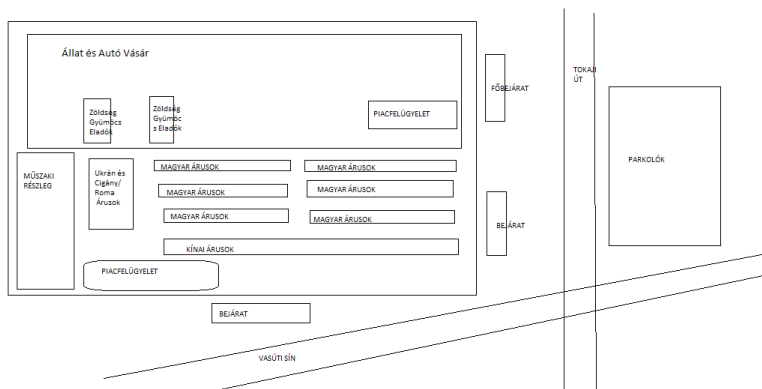 Állat és Autó Vásár
TOKAJI
ÚT
FŐBEJÁRAT
Zöldség
Gyümöcs
Eladók
Zöldség
Gyümöc
s Eladók
PIACFELÜGYELET
PARKOLÓK
MŰSZAKI
RÉSZLEG
Ukrán és
Cigány/
Roma
Árusok
MAGYAR ÁRUSOK
MAGYAR ÁRUSOK
MAGYAR ÁRUSOK
MAGYAR ÁRUSOK
MAGYAR ÁRUSOK
MAGYAR ÁRUSOK
BEJÁRAT
KÍNAI ÁRUSOK
PIACFELÜGYELET
BEJÁRAT
VASÚTI SÍN